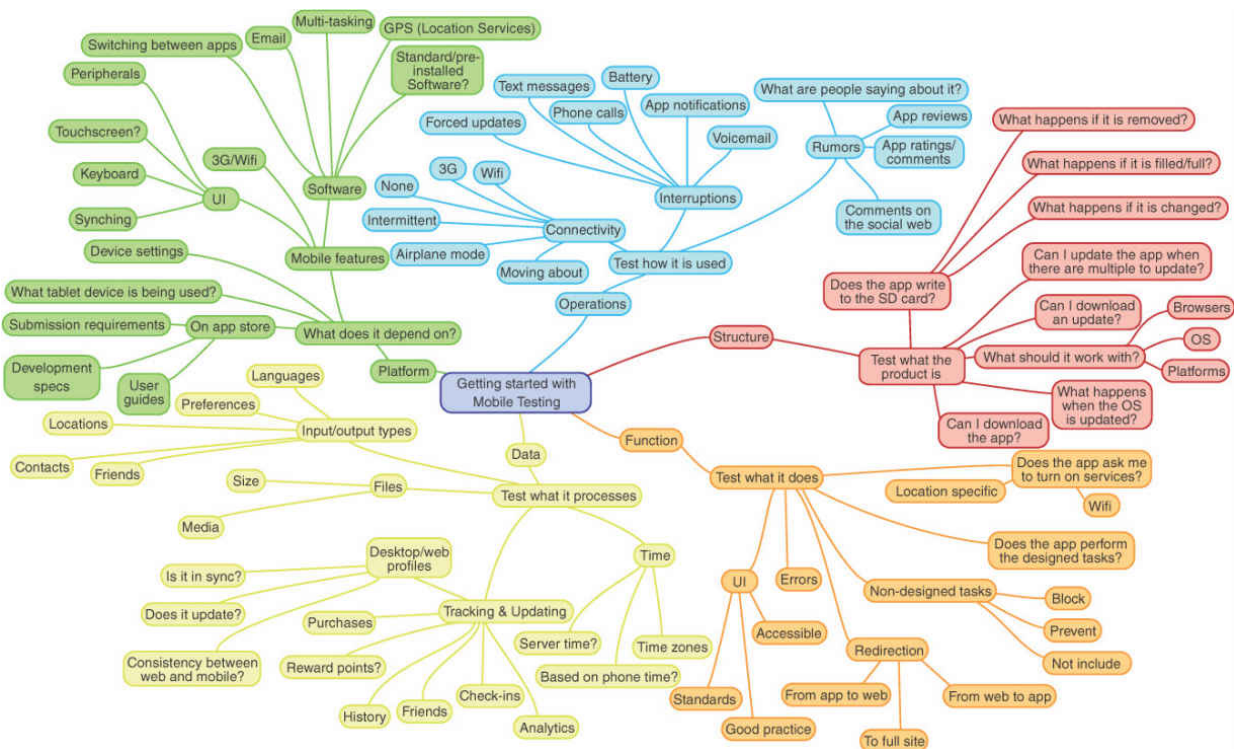 Multi-tasking
GPS (Location Services)
Email
Switching between apps
Standard/pre-
installed
Software?
Peripherals
Touchscreen?
3G/Wifi
Keyboard
UI
Software
Synching
Device settings
Mobile features
What tablet device is being used?
Submission requirements
On app store
What does it depend on?
Development
specs
User
guides
Platform
Battery
Text messages
Phone calls
App notifications
Forced updates
Voicemail
3G
Wifi
None
Interruptions
Intermittent
Connectivity
Airplane mode
Moving about
Test how it is used
Operations
What are people saying about it?
App reviews
Rumors
App ratings/
comments
Comments on
the social web
What happens if it is removed?
What happens if it is filled/full?
What happens if it is changed?
Does the app write
to the SD card?
Can I update the app when
there are multiple to update?
Can I download
an update?
Browsers
Structure
Test what the
product is
What should it work with?
OS
Platforms
What happens
when the OS
is updated?
Can I download
the app?
Getting started with
Mobile Testing
Languages
Preferences
Locations
Input/output types
Contacts
Friends
Data
Size
Files
Test what it processes
Media
Desktop/web
profiles
Time
Is it in sync?
Does it update?
Purchases
Tracking & Updating
Server time?
Time zones
Consistency between
web and mobile?
Reward points?
Based on phone time?
Check-ins
History
Friends
Analytics
Function
Test what it does
Does the app ask me
to turn on services?
Location specific
Wifi
Does the app perform
the designed tasks?
UI
Errors
Non-designed tasks
Block
Prevent
Accessible
Redirection
Not include
Standards
From app to web
From web to app
Good practice
To full site